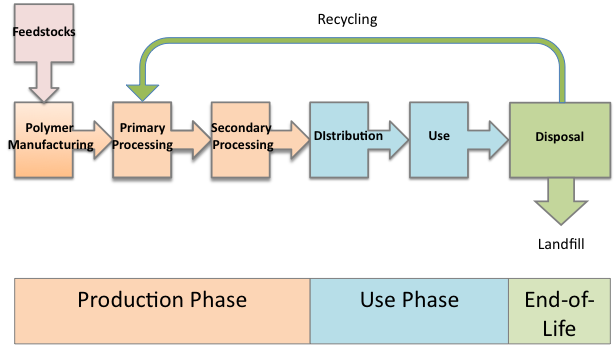 Recycling
Feedstocks
Polymer
Manufacturing
Primary
Processing
Secondary
Processing
DIstribution
Use
Disposal
Landfill
Production Phase
Use Phase
End-of-
Life